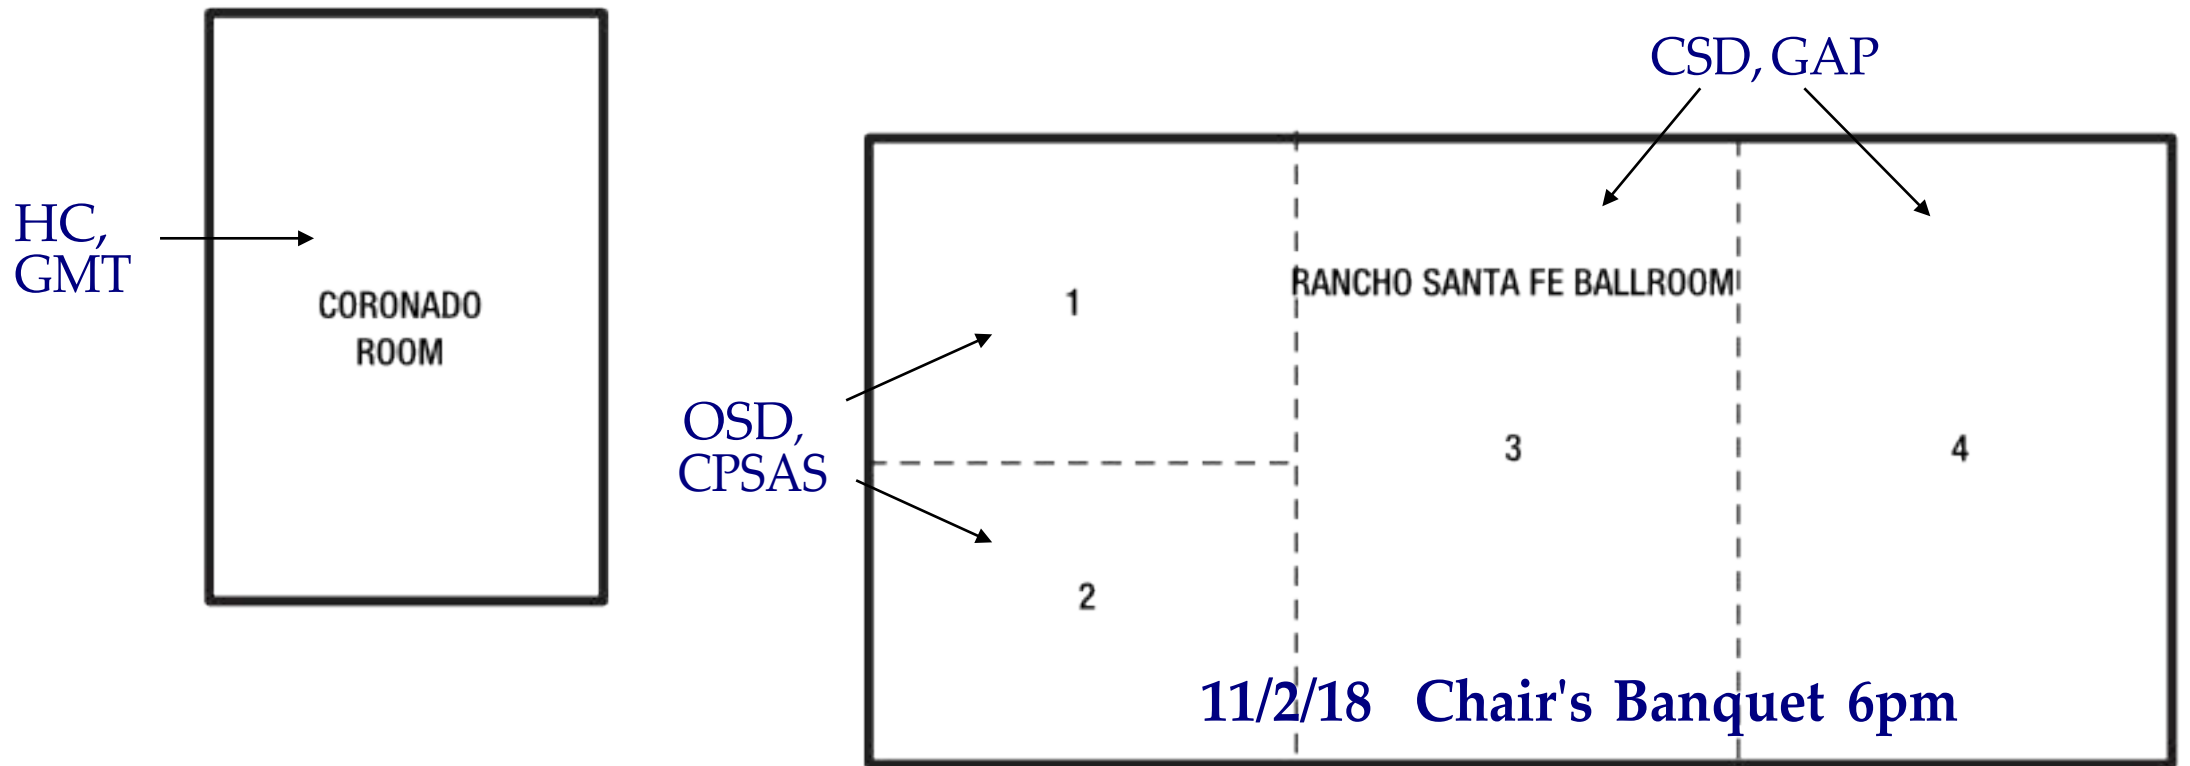 CSD, GAP
HC,
GMT
CORONADO
ROOM
RANCHO SANTA FE BALLROOM
1
OSD,
CPSAS
3
4
2
11/2/18 Chair's Banquet 6pm